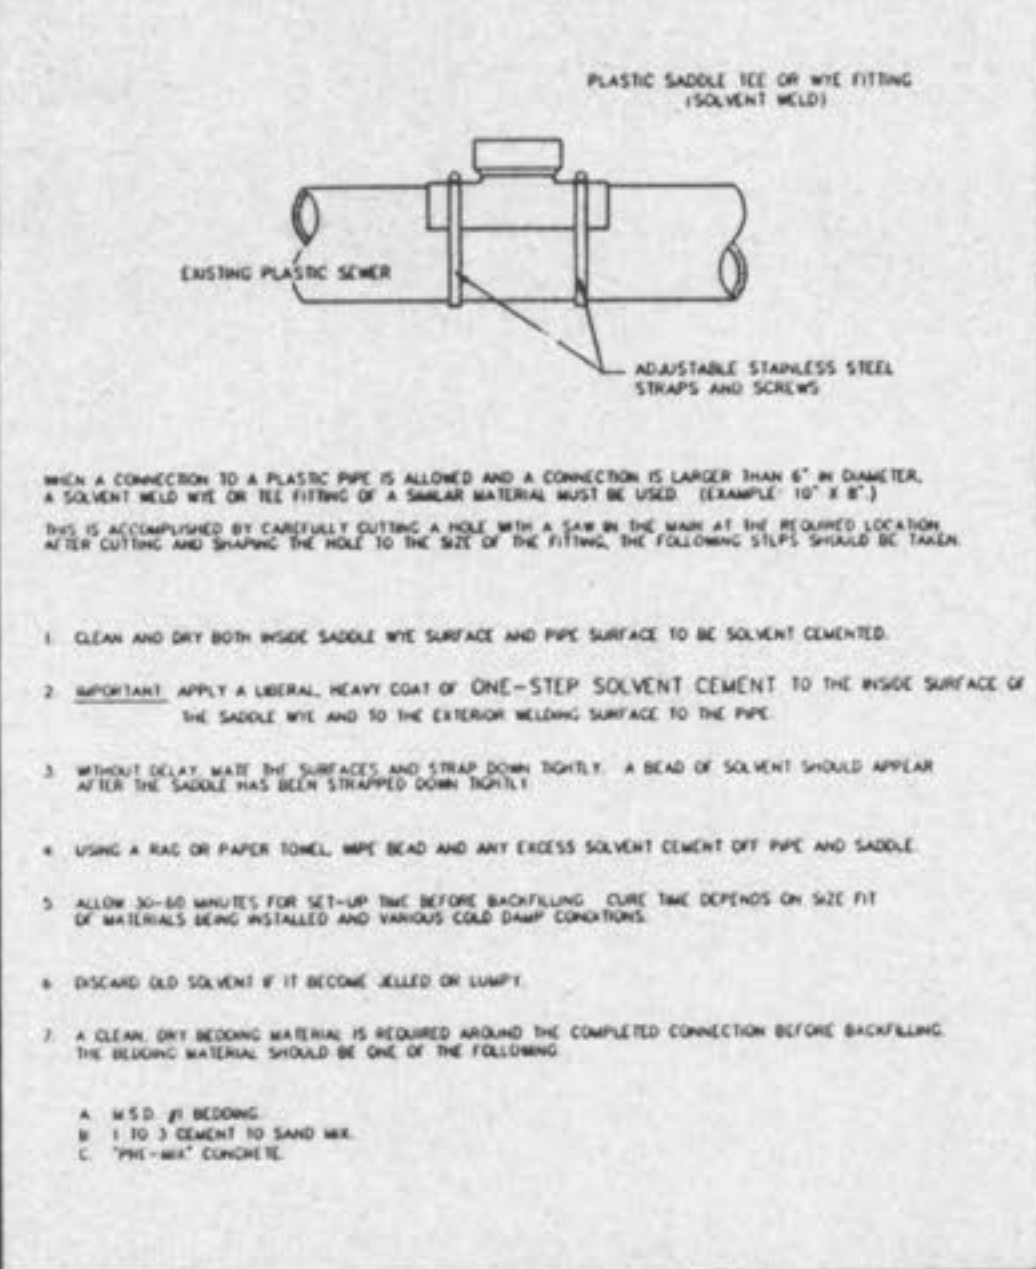 PLASTIC SADDLE TEE OR WYE FITTING
(SOLVENT WELD)
EXISTING PLASTIC SEWER
ADJUSTABLE STAINLESS STEEL
STRAPS AND SCREWS
WHEN A CONNECTION TO A PLASTIC PIPE IS ALLOWED AND A CONNECTION IS LARGER THAN 6" IN DIAMETER,
A SOLVENT WELD WYE OR TEE FITTING OF A SIMILAR MATERIAL MUST BE USED. (EXAMPLE: 10" X 8".)
THIS IS ACCOMPLISHED BY CAREFULLY CUTTING A HOLE WITH A SAW IN THE MAIN AT THE REQUIRED LOCATION.
AFTER CUTTING AND SHAPING THE HOLE TO THE SIZE OF THE FITTING, THE FOLLOWING STEPS SHOULD BE TAKEN.
1. CLEAN AND DRY BOTH INSIDE SADDLE WYE SURFACE AND PIPE SURFACE TO BE SOLVENT CEMENTED.
2. IMPORTANT: APPLY A LIBERAL, HEAVY COAT OF ONE-STEP SOLVENT CEMENT TO THE INSIDE SURFACE OF
THE SADDLE WYE AND TO THE EXTERIOR WELDING SURFACE TO THE PIPE.
3. WITHOUT DELAY, MATE THE SURFACES AND STRAP DOWN TIGHTLY. A BEAD OF SOLVENT SHOULD APPEAR
AFTER THE SADDLE HAS BEEN STRAPPED DOWN TIGHTLY.
4. USING A RAG OR PAPER TOWEL, WIPE BEAD AND ANY EXCESS SOLVENT CEMENT OFF PIPE AND SADDLE.
5. ALLOW 30-60 MINUTES FOR SET-UP TIME BEFORE BACKFILLING. CURE TIME DEPENDS ON SIZE FIT
OF MATERIALS BEING INSTALLED AND VARIOUS COLD DAMP CONDITIONS.
6. DISCARD OLD SOLVENT IF IT BECOME JELLED OR LUMPY.
7. A CLEAN, DRY BEDDING MATERIAL IS REQUIRED AROUND THE COMPLETED CONNECTION BEFORE BACKFILLING.
THE BEDDING MATERIAL SHOULD BE ONE OF THE FOLLOWING:
A. M.S.D. #1 BEDDING.
B. 1 TO 3 CEMENT TO SAND MIX.
C. "PRE-MIX" CONCRETE.